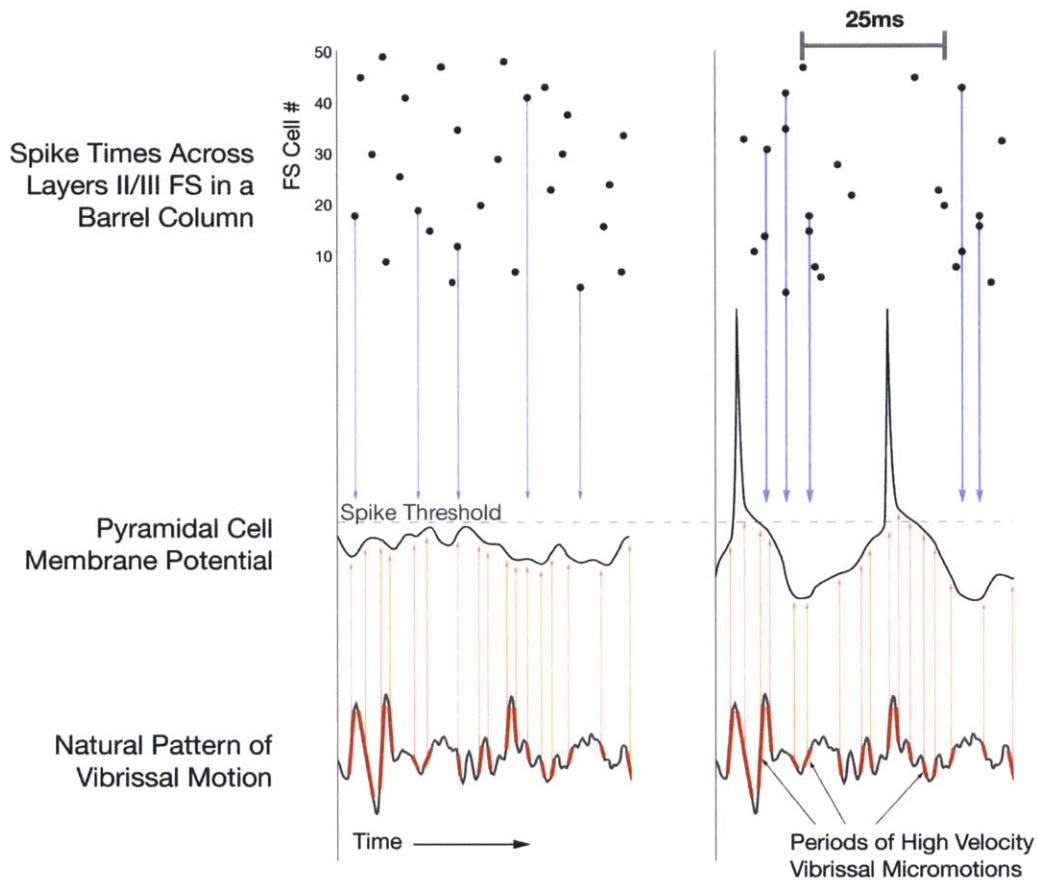 25ms
50
40
30
20
10
FS Cell #
Spike Times Across
Layers II/III FS in a
Barrel Column
Spike Threshold
Pyramidal Cell
Membrane Potential
Natural Pattern of
Vibrissal Motion
Time
Periods of High Velocity
Vibrissal Micromotions